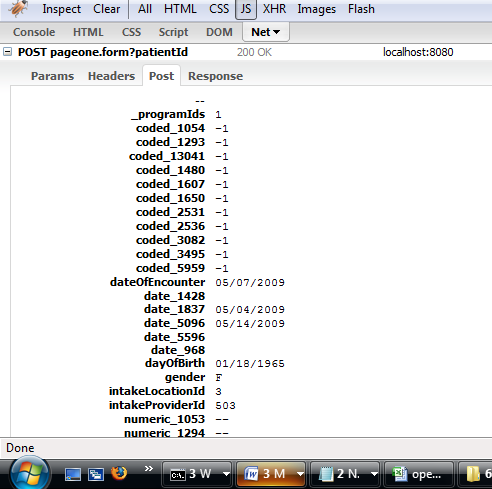 Inspect Clear All HTML CSS JS XHR Images Flash
Console HTML CSS Script DOM Net
POST pageone.form?patientId 200 OK localhost:8080
Params Headers Post Response
--
_programIds 1
coded_1054 -1
coded_1293 -1
coded_13041 -1
coded_1480 -1
coded_1607 -1
coded_1650 -1
coded_2531 -1
coded_2536 -1
coded_3082 -1
coded_3495 -1
coded_5959 -1
dateOfEncounter 05/07/2009
date_1428
date_1837 05/04/2009
date_5096 05/14/2009
date_5596
date_968
dayOfBirth 01/18/1965
gender F
intakeLocationId 3
intakeProviderId 503
numeric_1053 --
numeric_1294 --
Done
» 3 W 3 M 2 N. ope... 6